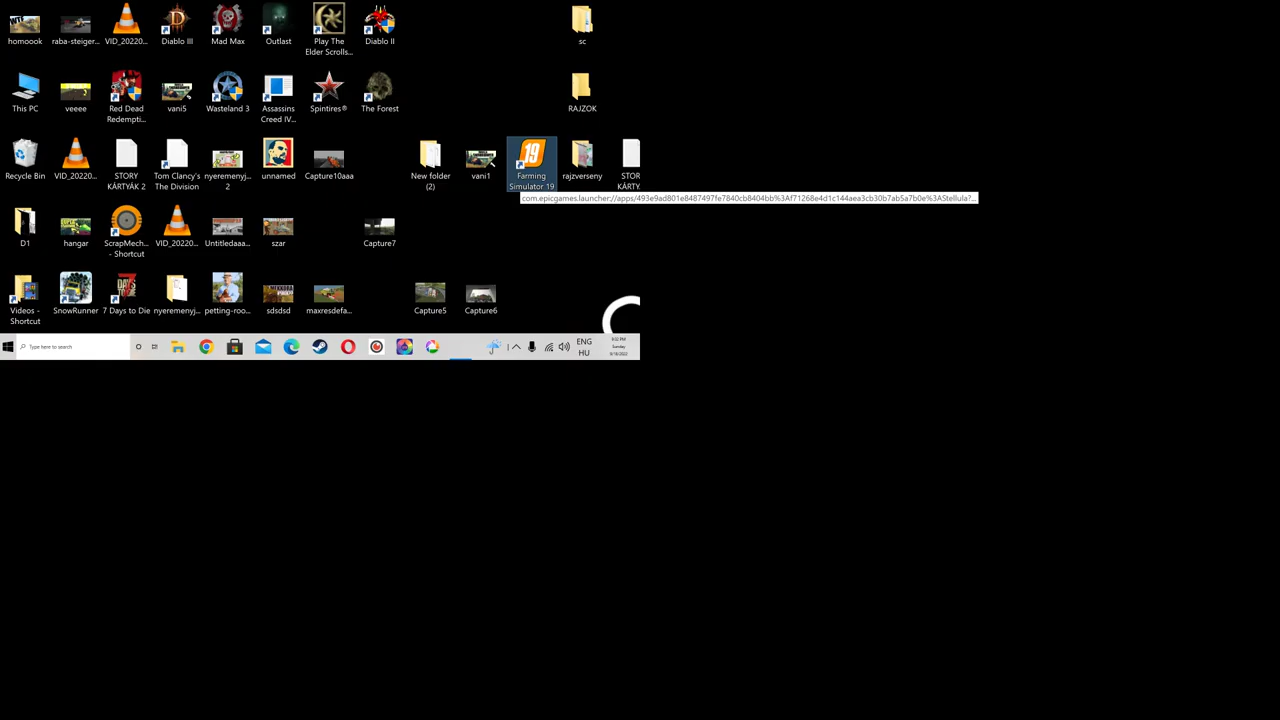 homoook
raba-steiger...
VID_20220...
Diablo III
Mad Max
Outlast
Play The
Elder Scrolls...
Diablo II
sc
This PC
veeee
Red Dead
Redempti...
vani5
Wasteland 3
Assassins
Creed IV...
Spintires®
The Forest
RAJZOK
Recycle Bin
VID_20220...
STORY
KÁRTYÁK 2
Tom Clancy's
The Division
nyeremenyj...
2
unnamed
Capture10aaa
New folder
(2)
vani1
19
Farming
Simulator 19
rajzverseny
STOR
KÁRTY.
com.epicgames.launcher://apps/493e9ad801e8487497fe7840cb8404bb%3Af71268e4d1c144aea3cb30b7ab5a7b0e%3AStellula?...
D1
hangar
ScrapMech...
- Shortcut
VID_20220...
Untitledaaa...
szar
Capture7
Videos -
Shortcut
SnowRunner
7 Days to Die
nyeremenyj...
petting-roo...
sdsdsd
maxresdefa...
Capture5
Capture6
Type here to search
ENG
HU
Sunday